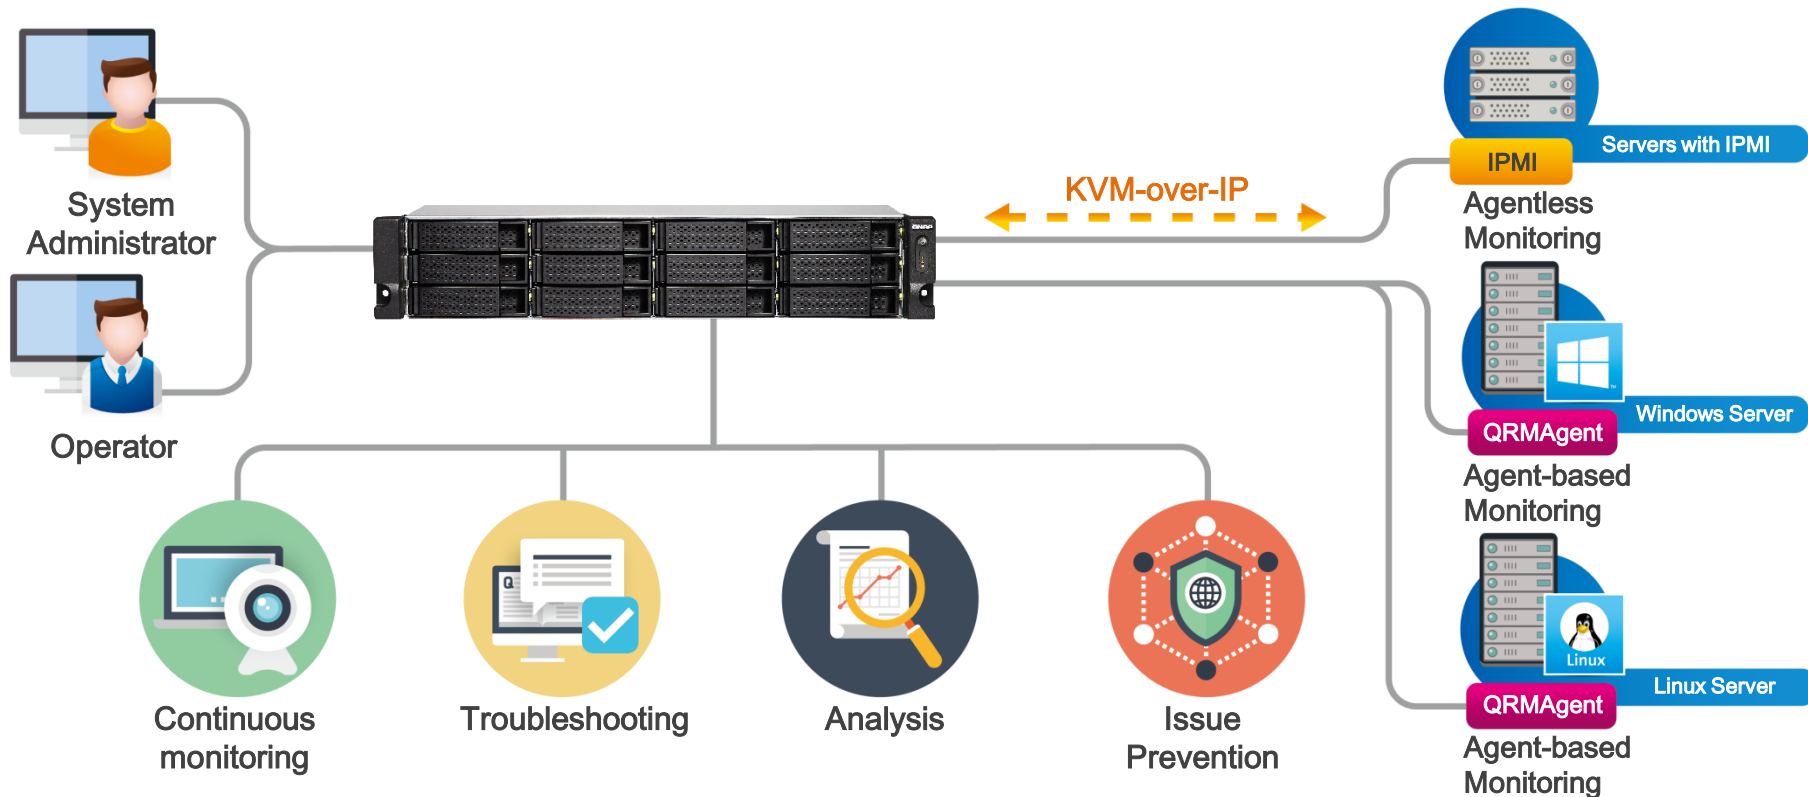 System
Administrator
Operator
QNAP
KVM-over-IP
Servers with IPMI
IPMI
Agentless
Monitoring
Windows Server
QRMAgent
Agent-based
Monitoring
Linux
Linux Server
QRMAgent
Agent-based
Monitoring
Continuous
monitoring
Q
Troubleshooting
Analysis
Issue
Prevention